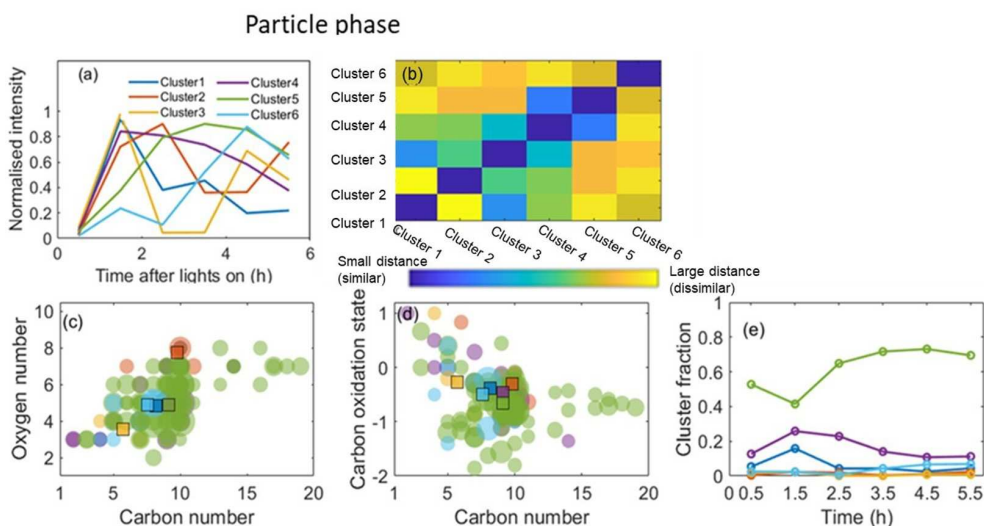 Particle phase
(a)
Cluster1
Cluster2
Cluster3
Cluster4
Cluster5
Cluster6
Normalised intensity
1
0.8
0.6
0.4
0.2
0
0 2 4 6
Time after lights on (h)
(b)
Cluster 6
Cluster 5
Cluster 4
Cluster 3
Cluster 2
Cluster 1
Cluster 1
Cluster 2
Cluster 3
Cluster 4
Cluster 5
Cluster 6
Small distance
(similar)
Large distance
(dissimilar)
(c)
Oxygen number
10
8
6
4
2
1 5 10 15 20
Carbon number
(d)
Carbon oxidation state
1
0
-1
-2
1 5 10 15 20
Carbon number
(e)
Cluster fraction
1
0.8
0.6
0.4
0.2
0
0.5 1.5 2.5 3.5 4.5 5.5
Time (h)